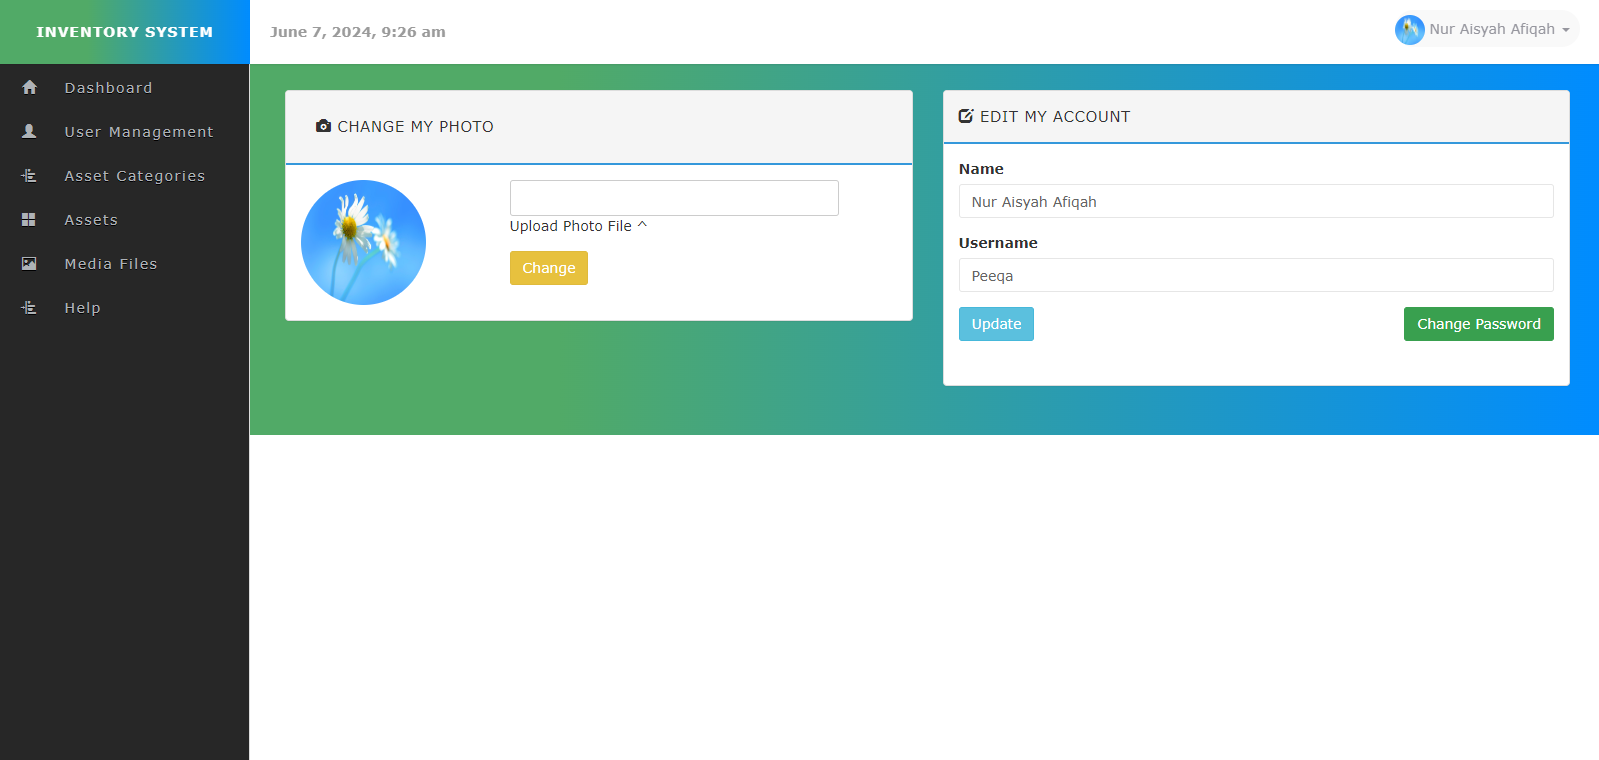 INVENTORY SYSTEM
June 7, 2024, 9:26 am
Nur Aisyah Afiqah
Dashboard
User Management
Asset Categories
Assets
Media Files
Help
CHANGE MY PHOTO
Upload Photo File ^
Change
EDIT MY ACCOUNT
Name
Nur Aisyah Afiqah
Username
Peeqa
Update
Change Password